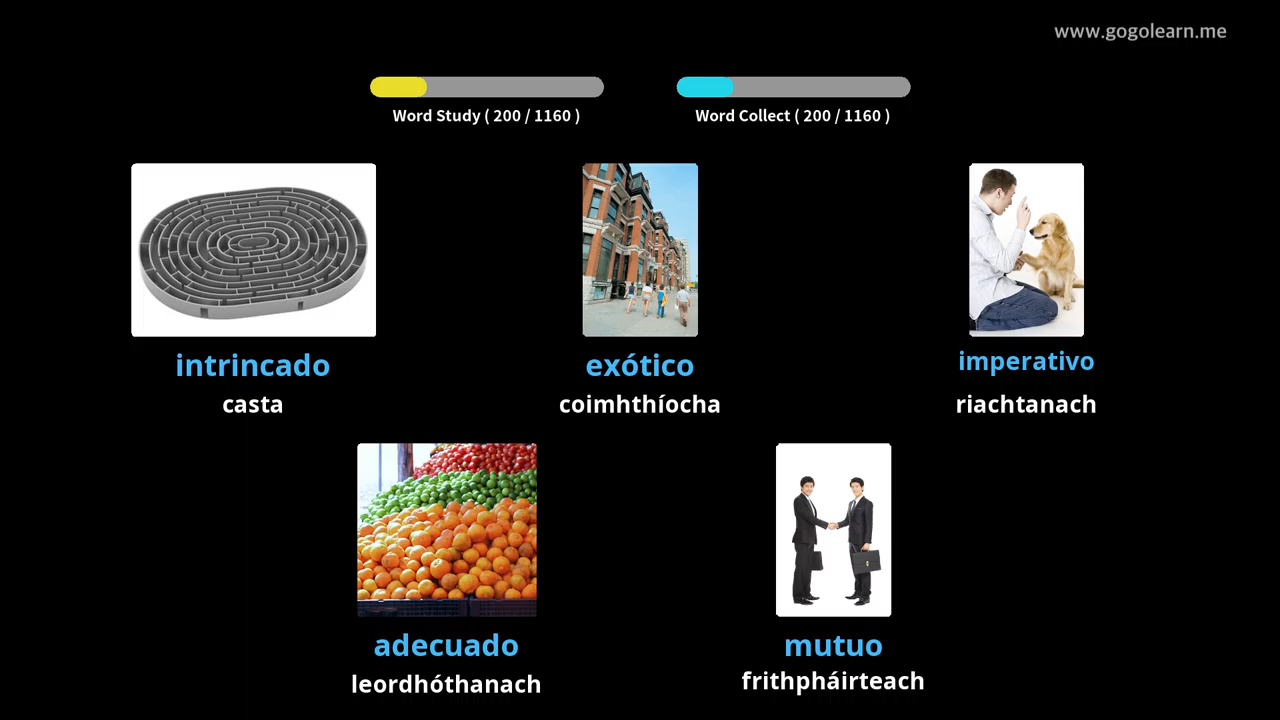 www.gogolearn.me
Word Study ( 200 / 1160 )
Word Collect ( 200 / 1160 )
intrincado
casta
exótico
coimhthíocha
imperativo
riachtanach
adecuado
leordhóthanach
mutuo
frithpháirteach